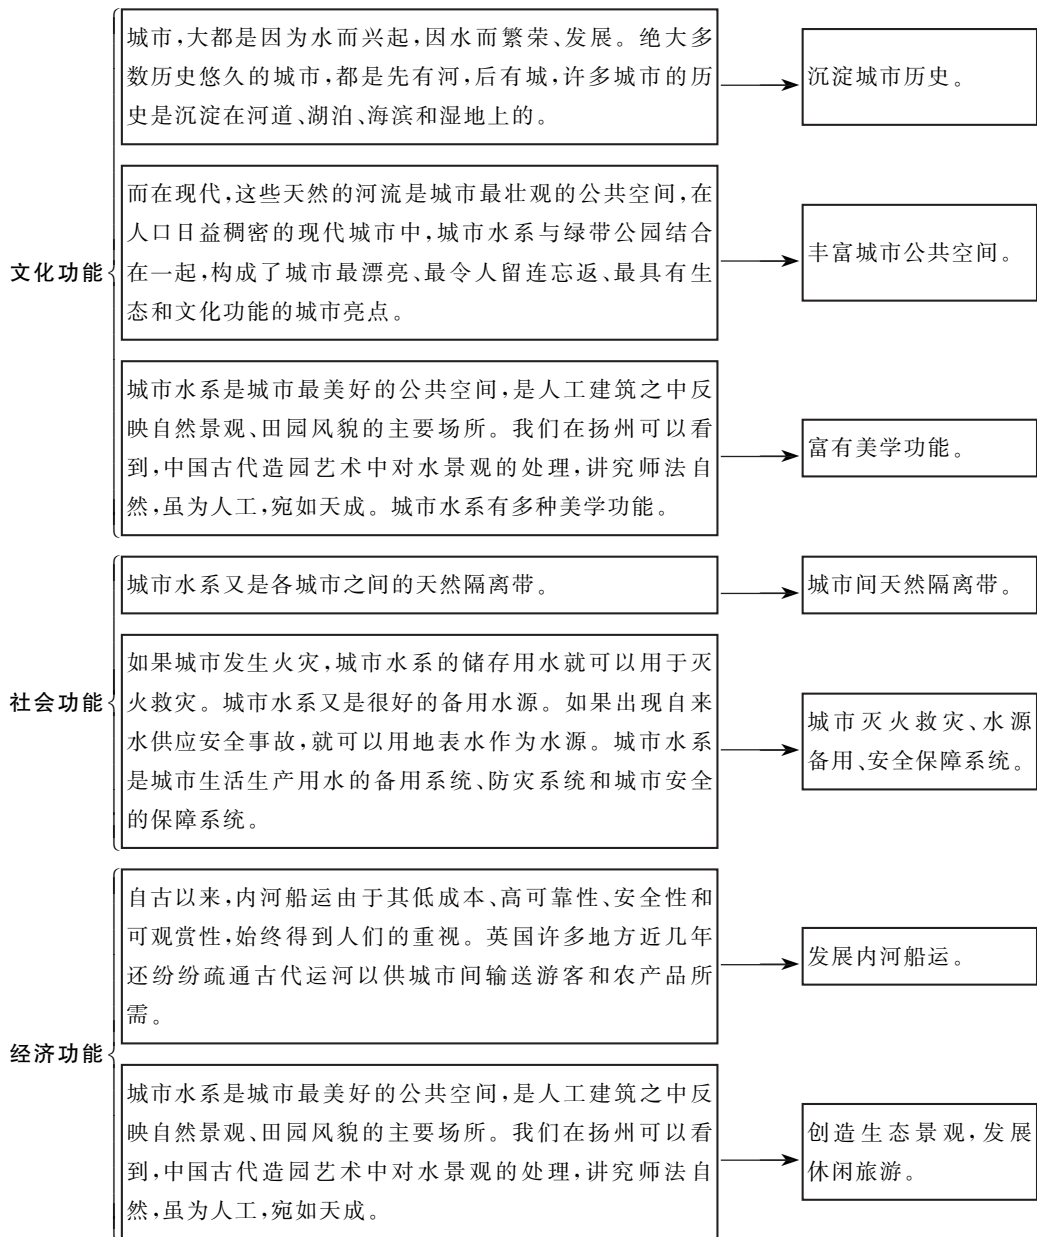 城市,大都是因为水而兴起,因水而繁荣、发展。绝大多
数历史悠久的城市,都是先有河,后有城,许多城市的历
史是沉淀在河道、湖泊、海滨和湿地上的。
沉淀城市历史。
文化功能
而在现代,这些天然的河流是城市最壮观的公共空间,在
人口日益稠密的现代城市中,城市水系与绿带公园结合
在一起,构成了城市最漂亮、最令人留连忘返、最具有生
态和文化功能的城市亮点。
丰富城市公共空间。
城市水系是城市最美好的公共空间,是人工建筑之中反
映自然景观、田园风貌的主要场所。我们在扬州可以看
到,中国古代造园艺术中对水景观的处理,讲究师法自
然,虽为人工,宛如天成。城市水系有多种美学功能。
富有美学功能。
城市水系又是各城市之间的天然隔离带。
城市间天然隔离带。
社会功能
如果城市发生火灾,城市水系的储存用水就可以用于灭
火救灾。城市水系又是很好的备用水源。如果出现自来
水供应安全事故,就可以用地表水作为水源。城市水系
是城市生活生产用水的备用系统、防灾系统和城市安全
的保障系统。
城市灭火救灾、水源
备用、安全保障系统。
自古以来,内河船运由于其低成本、高可靠性、安全性和
可观赏性,始终得到人们的重视。英国许多地方近几年
还纷纷疏通古代运河以供城市间输送游客和农产品所
需。
发展内河船运。
经济功能
城市水系是城市最美好的公共空间,是人工建筑之中反
映自然景观、田园风貌的主要场所。我们在扬州可以看
到,中国古代造园艺术中对水景观的处理,讲究师法自
然,虽为人工,宛如天成。
创造生态景观,发展
休闲旅游。